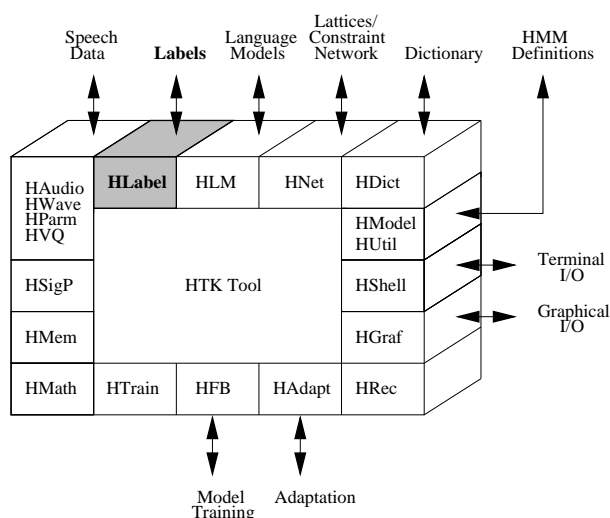 Speech
Data
Labels
Language
Models
Lattices/
Constraint
Network
Dictionary
HMM
Definitions
HAudio
HWave
HParm
HVQ
HLabel
HLM
HNet
HDict
HModel
HUtil
HSigP
HTK Tool
HShell
Terminal
I/O
HMem
HGraf
Graphical
I/O
HMath
HTrain
HFB
HAdapt
HRec
Model
Training
Adaptation